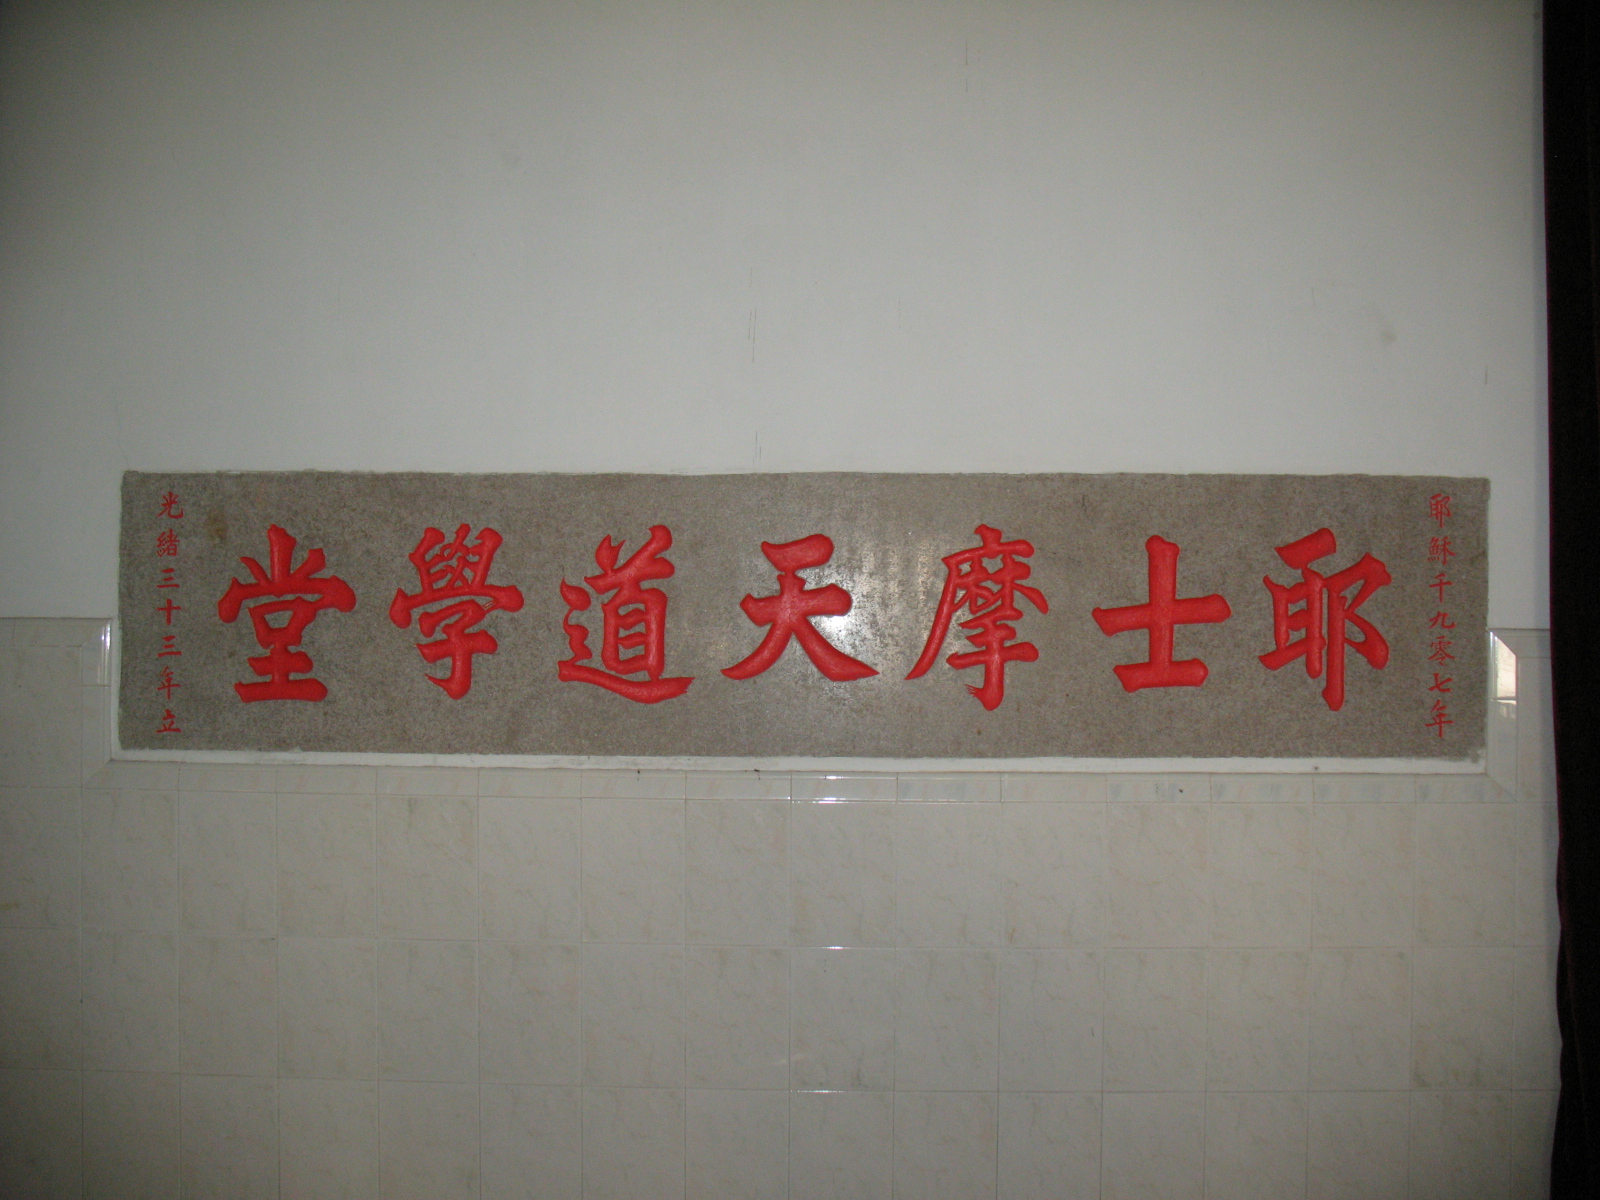 耶穌千九零七年
耶士摩天道學堂
光緒三十三年立